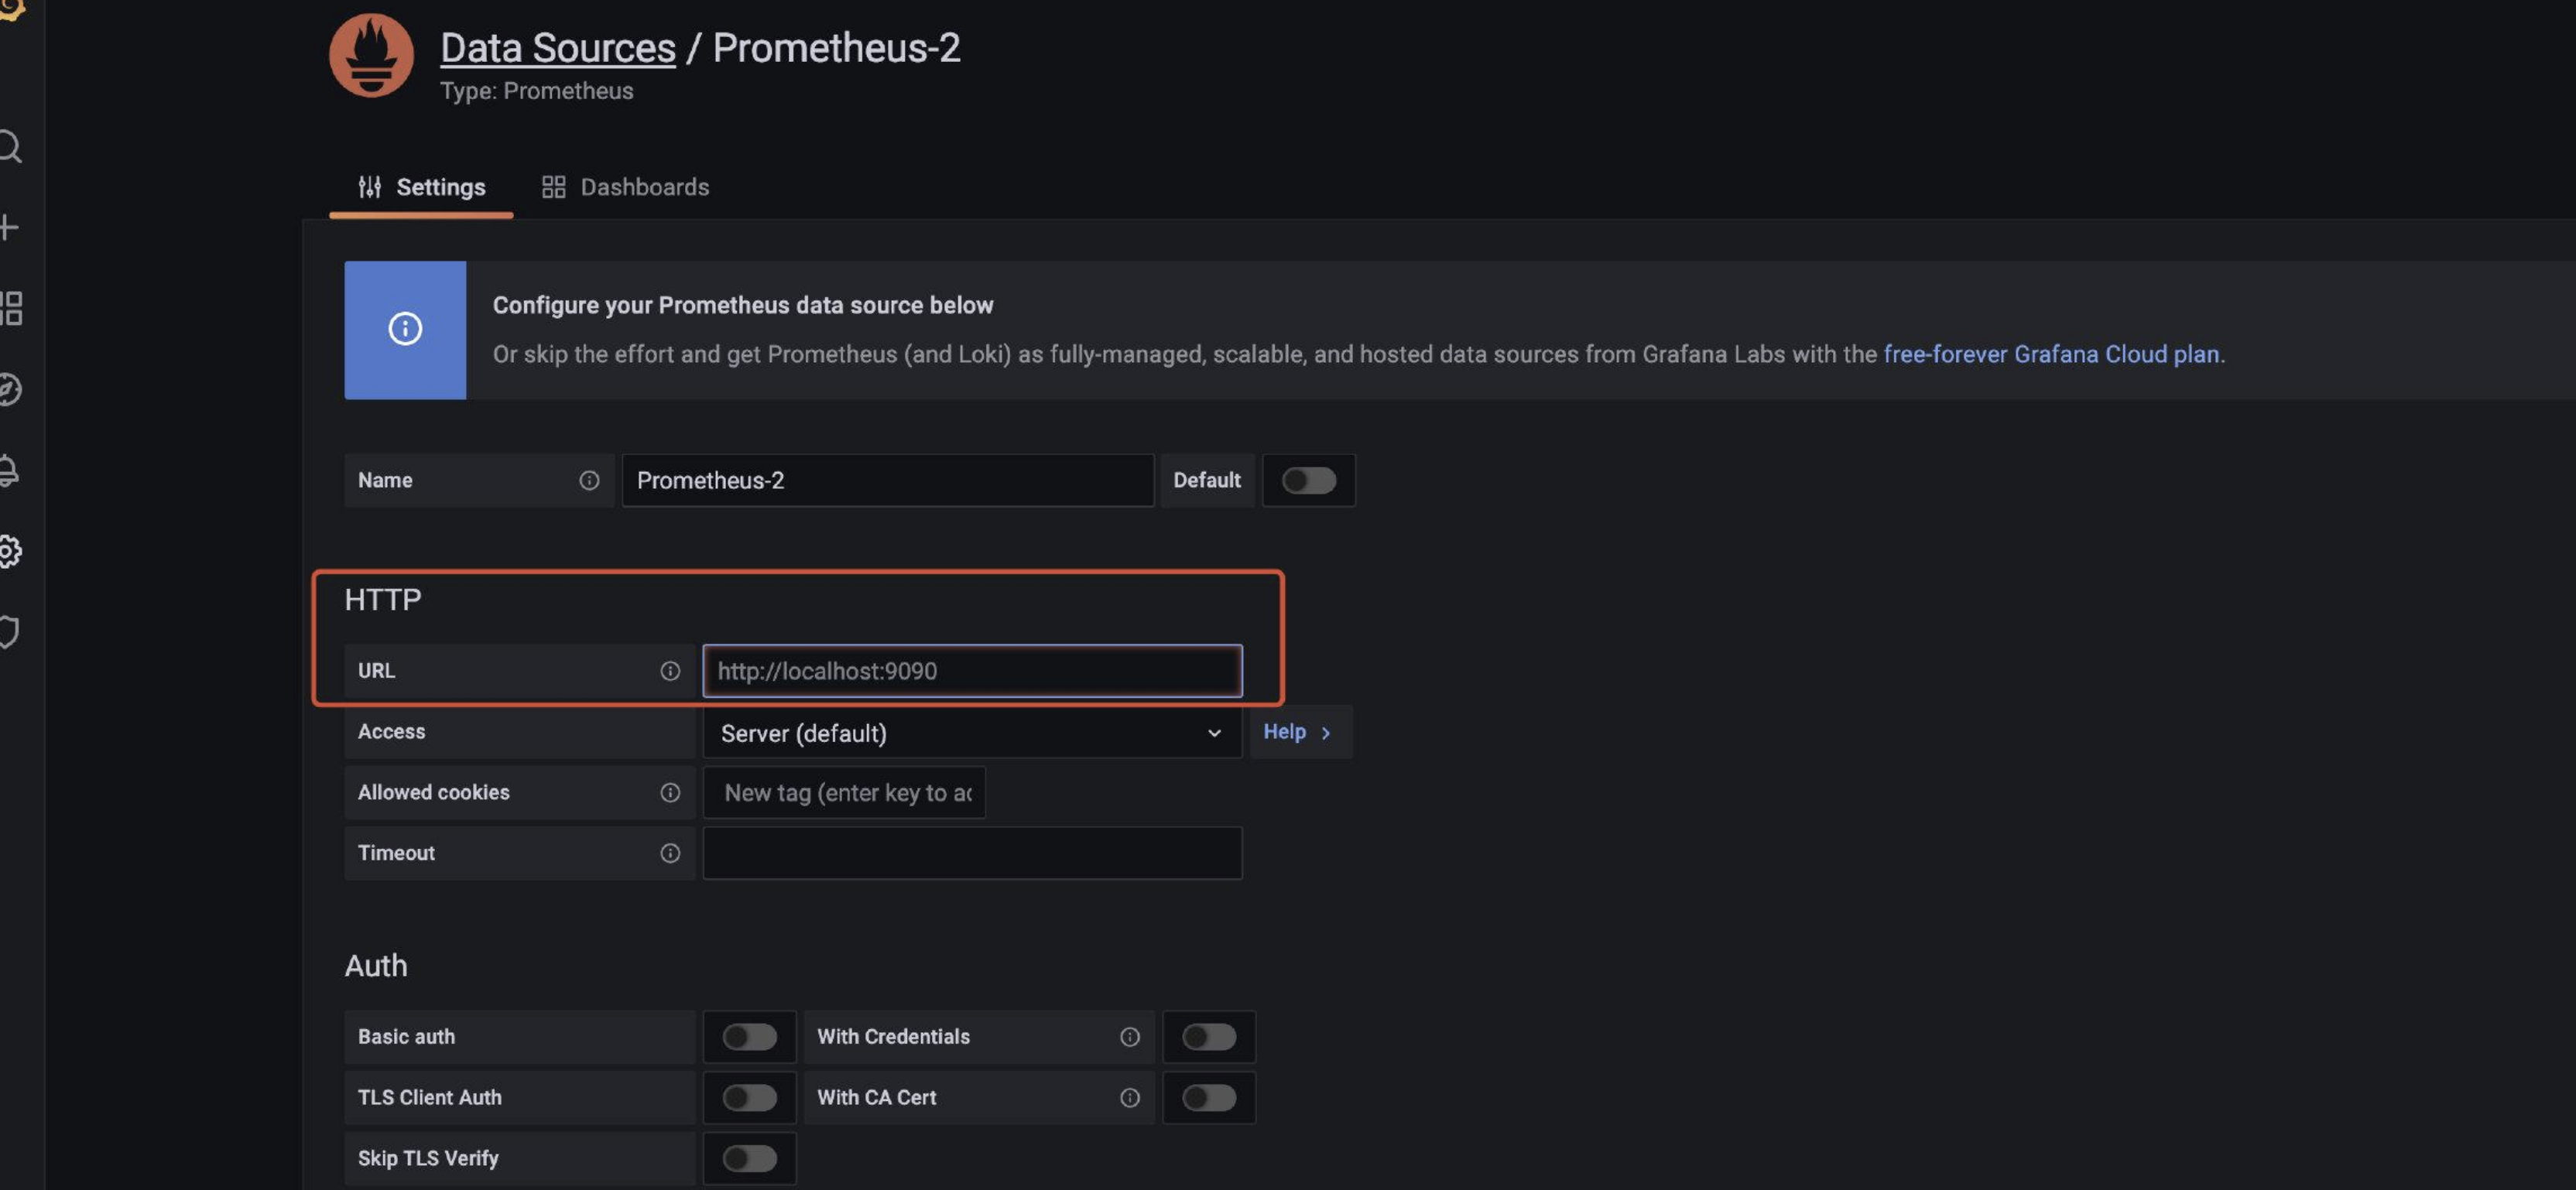 Data Sources / Prometheus-2
Type: Prometheus
Settings Dashboards
Configure your Prometheus data source below
Or skip the effort and get Prometheus (and Loki) as fully-managed, scalable, and hosted data sources from Grafana Labs with the free-forever Grafana Cloud plan.
Name Prometheus-2 Default
HTTP
URL http://localhost:9090
Access Server (default) Help >
Allowed cookies New tag (enter key to ac
Timeout
Auth
Basic auth With Credentials
TLS Client Auth With CA Cert
Skip TLS Verify